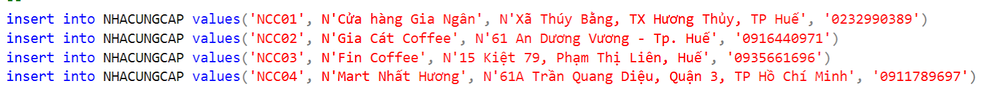 insert into NHACUNGCAP values('NCC01', N'Cửa hàng Gia Ngân', N'Xã Thúy Bằng, TX Hương Thủy, TP Huế', '0232990389')
insert into NHACUNGCAP values('NCC02', N'Gia Cát Coffee', N'61 An Dương Vương - Tp. Huế', '0916440971')
insert into NHACUNGCAP values('NCC03', N'Fin Coffee', N'15 Kiệt 79, Phạm Thị Liên, Huế', '0935661696')
insert into NHACUNGCAP values('NCC04', N'Mart Nhất Hương', N'61A Trần Quang Diệu, Quận 3, TP Hồ Chí Minh', '0911789697')